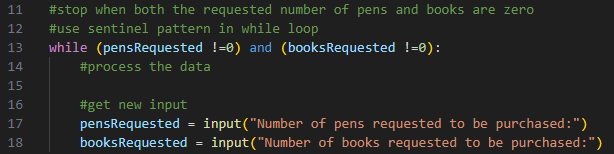 11 #stop when both the requested number of pens and books are zero
12 #use sentinel pattern in while loop
13 while (pensRequested !=0) and (booksRequested !=0):
14 #process the data
15
16 #get new input
17 pensRequested = input("Number of pens requested to be purchased:")
18 booksRequested = input("Number of books requested to be purchased:")